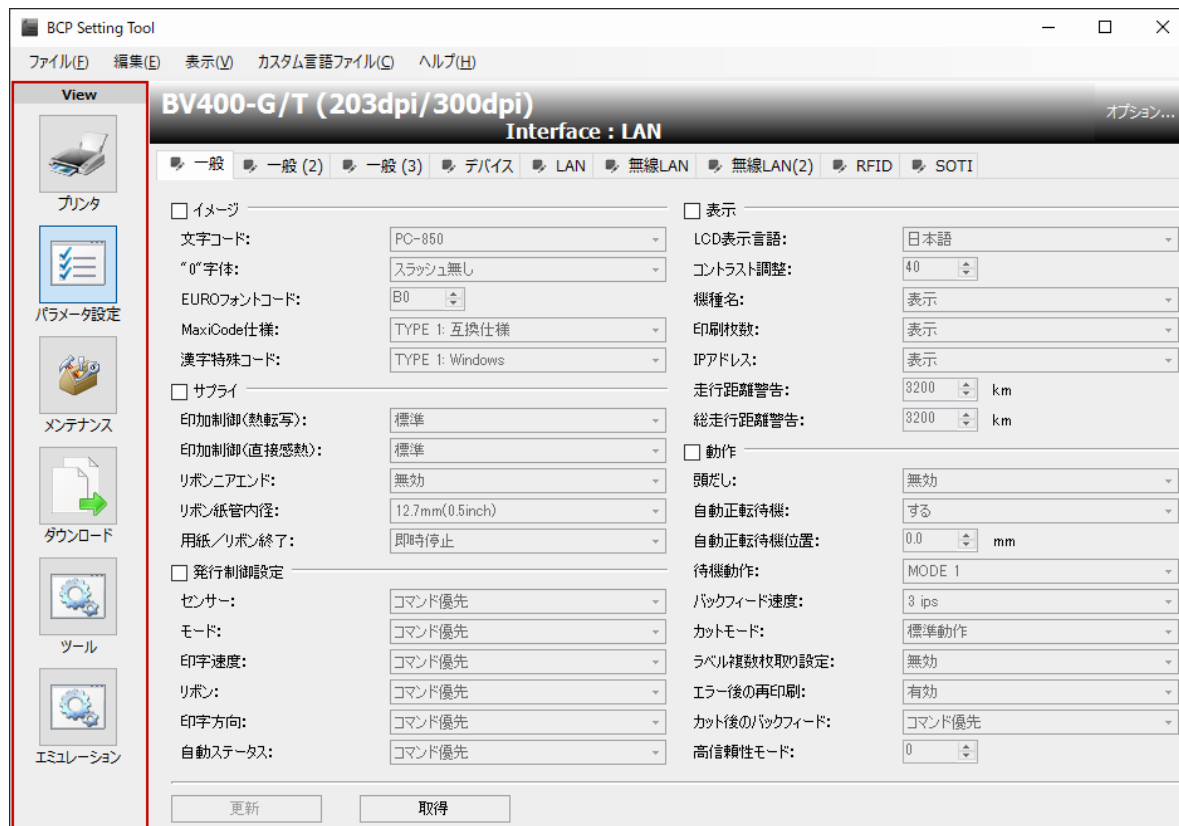 BCP Setting Tool
ファイル(F) 編集(E) 表示(V) カスタム言語ファイル(C) ヘルプ(H)
View
プリンタ
パラメータ設定
メンテナンス
ダウンロード
ツール
エミュレーション
BV400-G/T (203dpi/300dpi)
Interface : LAN
オプション...
一般 一般 (2) 一般 (3) デバイス LAN 無線LAN 無線LAN(2) RFID SOTI
イメージ
文字コード: PC-850
"0"字体: スラッシュ無し
EUROフォントコード: B0
MaxiCode仕様: TYPE 1: 互換仕様
漢字特殊コード: TYPE 1: Windows
サプライ
印加制御(熱転写): 標準
印加制御(直接感熱): 標準
リボンニアエンド: 無効
リボン紙管内径: 12.7mm(0.5inch)
用紙／リボン終了: 即時停止
発行制御設定
センサー: コマンド優先
モード: コマンド優先
印字速度: コマンド優先
リボン: コマンド優先
印字方向: コマンド優先
自動ステータス: コマンド優先
表示
LCD表示言語: 日本語
コントラスト調整: 40
機種名: 表示
印刷枚数: 表示
IPアドレス: 表示
走行距離警告: 3200 km
総走行距離警告: 3200 km
動作
頭だし: 無効
自動正転待機: する
自動正転待機位置: 0.0 mm
待機動作: MODE 1
バックフィード速度: 3 ips
カットモード: 標準動作
ラベル複数枚取り設定: 無効
エラー後の再印刷: 有効
カット後のバックフィード: コマンド優先
高信頼性モード: 0
更新 取得